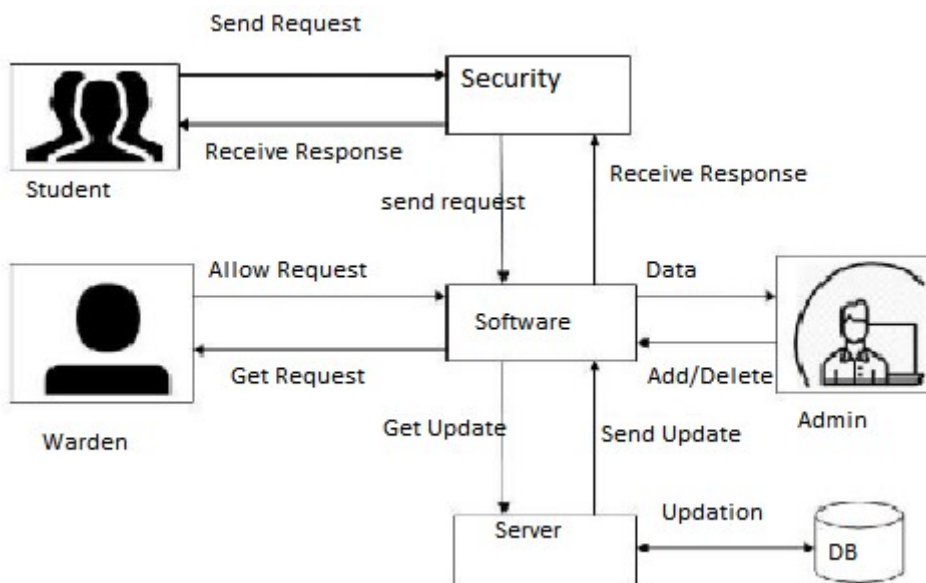 Send Request
Security
Receive Response
Student
send request
Receive Response
Allow Request
Data
Software
Get Request
Add/Delete
Warden
Get Update
Send Update
Admin
Server
Updation
DB